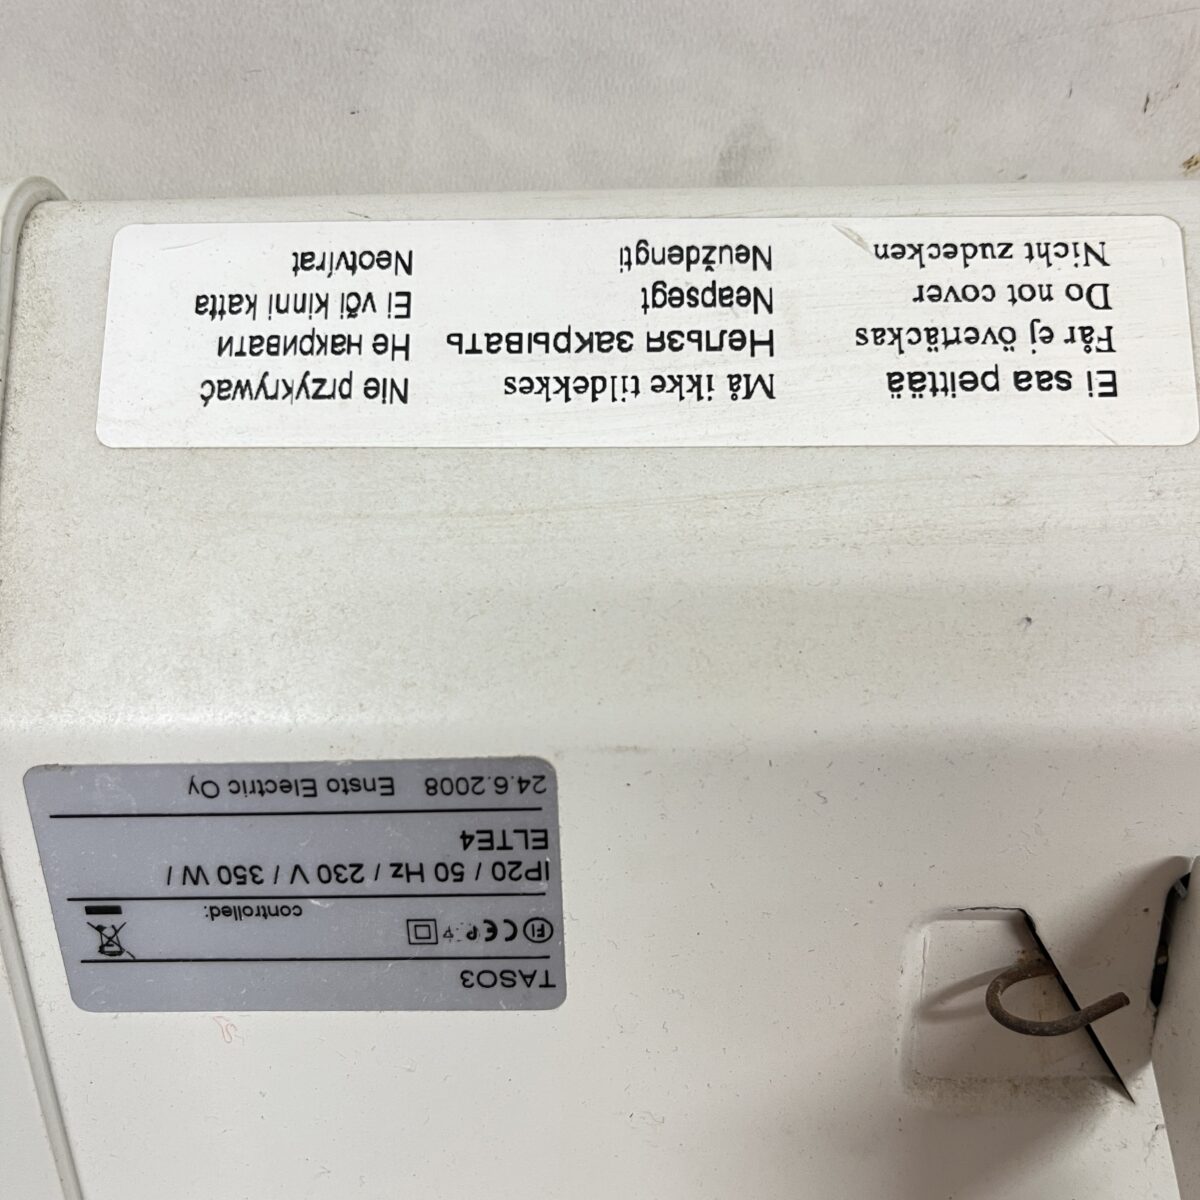 TASO3
FI CE
controlled:
IP20 / 50 Hz / 230 V / 350 W /
ELTE4
24.6.2008 Ensto Electric Oy
Ei saa peittää
Får ej övertäckas
Do not cover
Nicht zudecken
Må ikke tildekkes
Нельзя закрывать
Neapsegt
Neuždengti
Nie przykrywać
Не накривати
Ei või kinni katta
Neotvírat